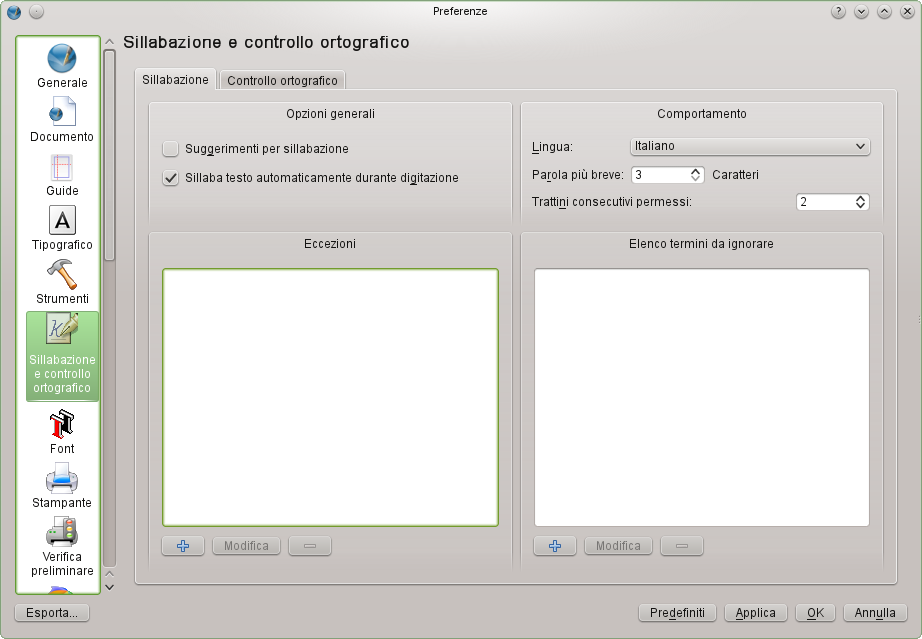 Preferenze
Generale
Documento
Guide
Tipografico
Strumenti
Sillabazione
e controllo
ortografico
Font
Stampante
Verifica
preliminare
Sillabazione e controllo ortografico
Sillabazione
Controllo ortografico
Opzioni generali
Suggerimenti per sillabazione
Sillaba testo automaticamente durante digitazione
Comportamento
Lingua: Italiano
Parola più breve: 3 Caratteri
Trattini consecutivi permessi: 2
Eccezioni
Modifica
Elenco termini da ignorare
Modifica
Esporta...
Predefiniti
Applica
OK
Annulla